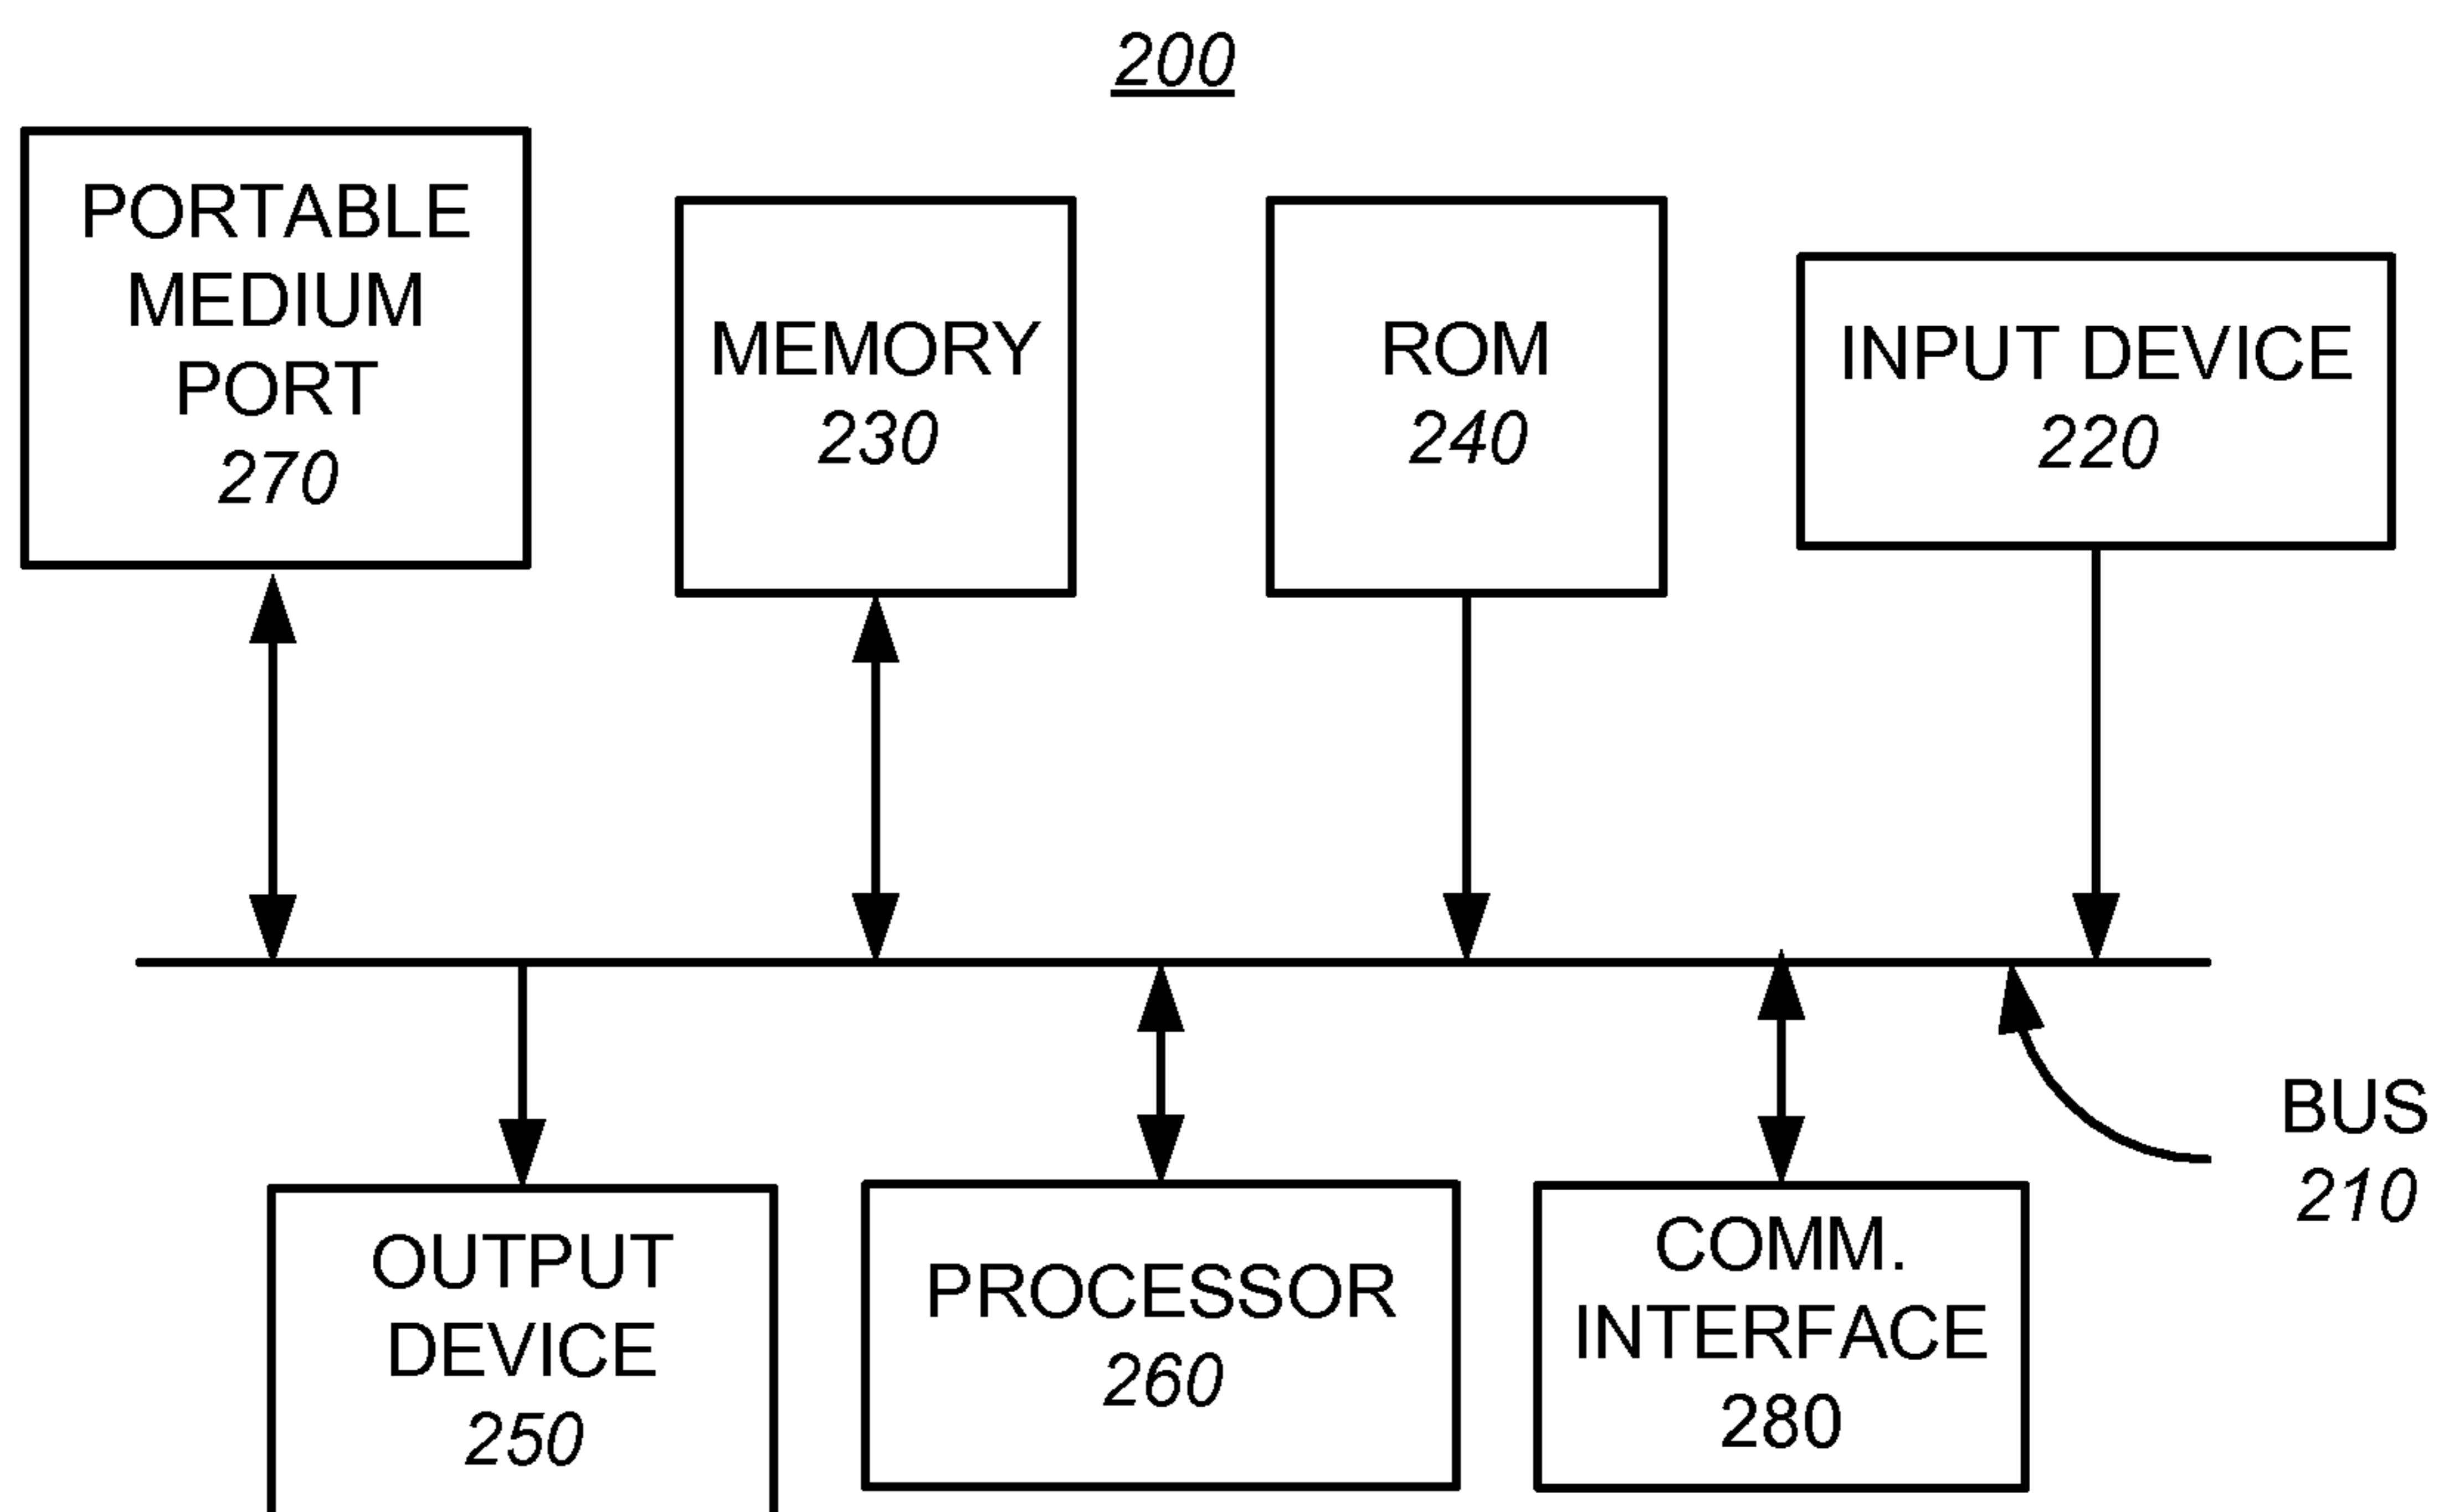 200
PORTABLE
MEDIUM
PORT
270
MEMORY
230
ROM
240
INPUT DEVICE
220
BUS
210
OUTPUT
DEVICE
250
PROCESSOR
260
COMM.
INTERFACE
280